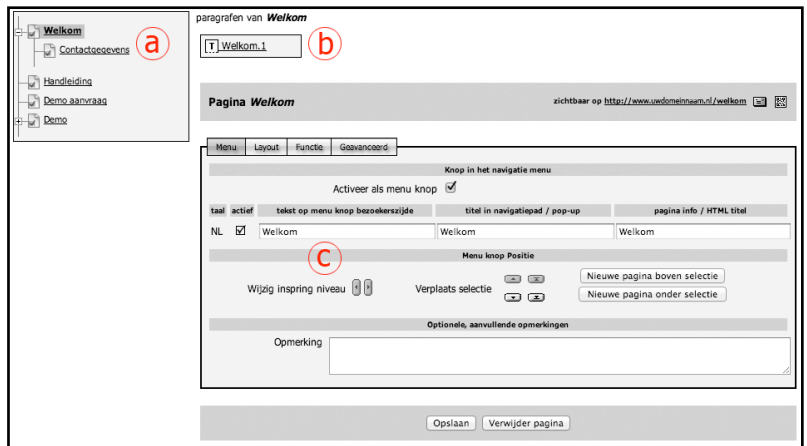 Welkom
Contactgegevens
a
Handleiding
Demo aanvraag
Demo
paragrafen van Welkom
T Welkom.1
b
Pagina Welkom
zichtbaar op http://www.uwdomeinnaam.nl/welkom
Menu Layout Functie Geavanceerd
Knop in het navigatie menu
Activeer als menu knop
taal actief tekst op menu knop bezoekerszijde titel in navigatiepad / pop-up pagina info / HTML titel
NL Welkom Welkom Welkom
c
Menu knop Positie
Wijzig inspring niveau Verplaats selectie Nieuwe pagina boven selectie
Nieuwe pagina onder selectie
Optionele, aanvullende opmerkingen
Opmerking
Opslaan Verwijder pagina